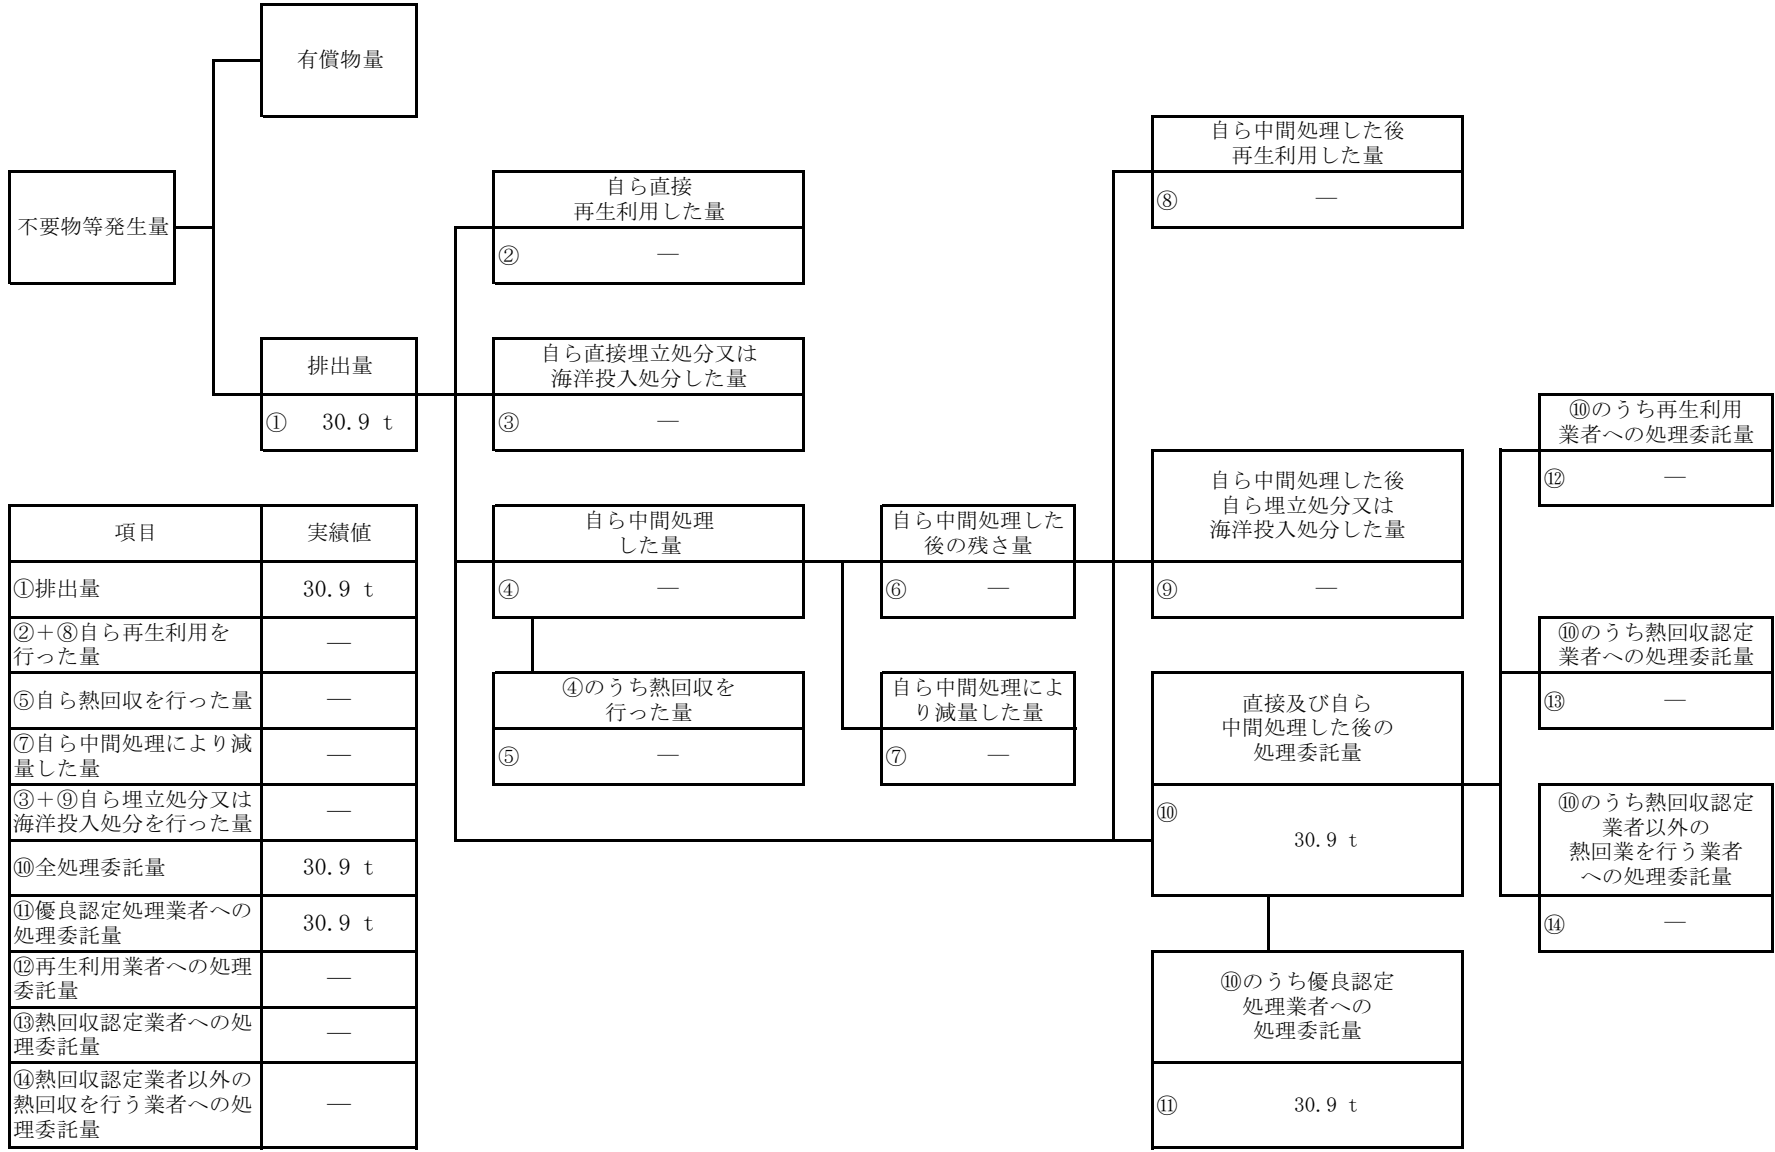 有償物量
不要物等発生量
排出量
① 30.9 t
自ら直接
再生利用した量
② ―
自ら直接埋立処分又は
海洋投入処分した量
③ ―
自ら中間処理
した量
④ ―
④のうち熱回収を
行った量
⑤ ―
自ら中間処理した
後の残さ量
⑥ ―
自ら中間処理によ
り減量した量
⑦ ―
自ら中間処理した後
再生利用した量
⑧ ―
自ら中間処理した後
自ら埋立処分又は
海洋投入処分した量
⑨ ―
直接及び自ら
中間処理した後の
処理委託量
⑩
30.9 t
⑩のうち優良認定
処理業者への
処理委託量
⑪ 30.9 t
⑩のうち再生利用
業者への処理委託量
⑫ ―
⑩のうち熱回収認定
業者への処理委託量
⑬ ―
⑩のうち熱回収認定
業者以外の
熱回業を行う業者
への処理委託量
⑭ ―
項目 実績値
①排出量 30.9 t
②＋⑧自ら再生利用を
行った量 ―
⑤自ら熱回収を行った量 ―
⑦自ら中間処理により減
量した量 ―
③＋⑨自ら埋立処分又は
海洋投入処分を行った量 ―
⑩全処理委託量 30.9 t
⑪優良認定処理業者への
処理委託量 30.9 t
⑫再生利用業者への処理
委託量 ―
⑬熱回収認定業者への処
理委託量 ―
⑭熱回収認定業者以外の
熱回収を行う業者への処
理委託量 ―